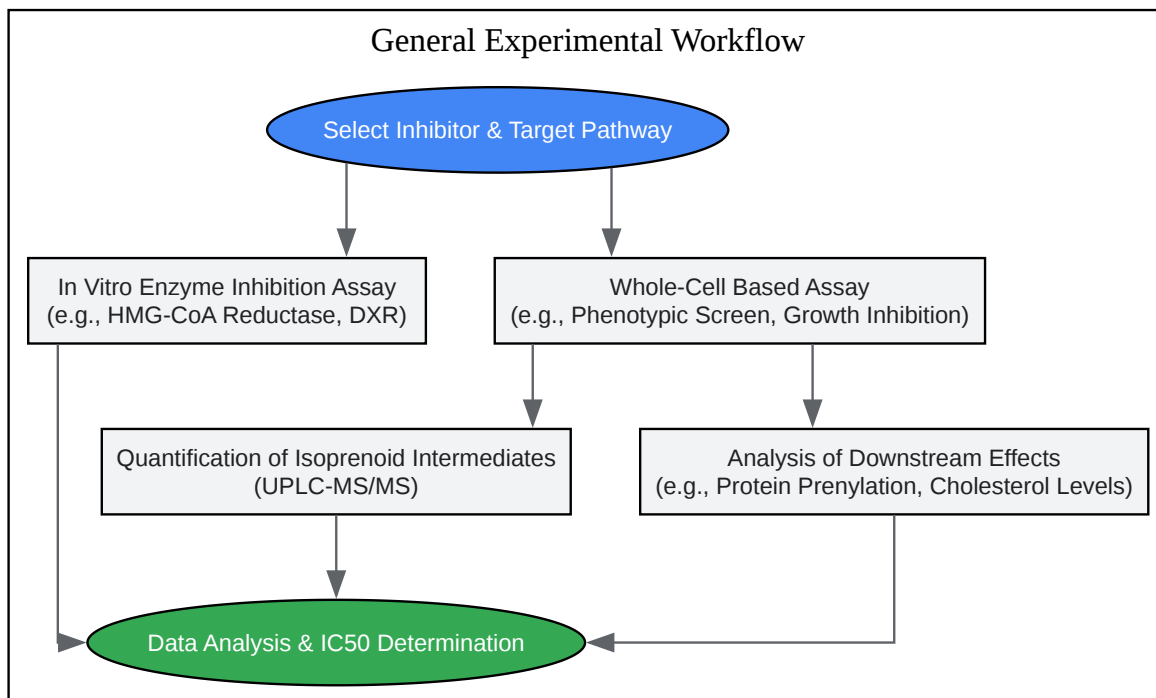 General Experimental Workflow
Select Inhibitor & Target Pathway
In Vitro Enzyme Inhibition Assay
(e.g., HMG-CoA Reductase, DXR)
Whole-Cell Based Assay
(e.g., Phenotypic Screen, Growth Inhibition)
Quantification of Isoprenoid Intermediates
(UPLC-MS/MS)
Analysis of Downstream Effects
(e.g., Protein Prenylation, Cholesterol Levels)
Data Analysis & IC50 Determination